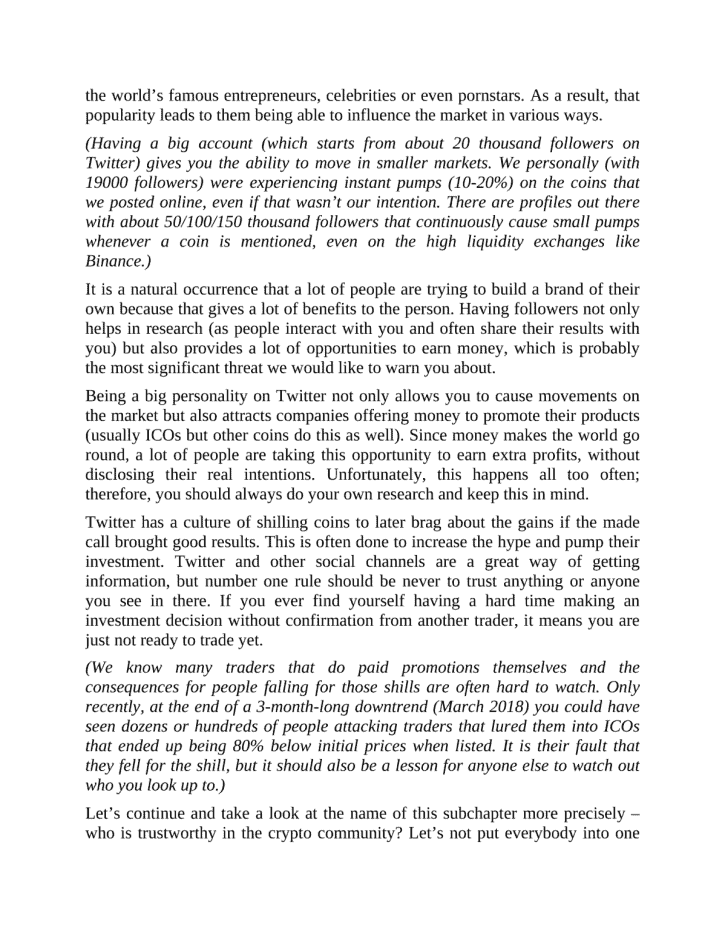 the world’s famous entrepreneurs, celebrities or even pornstars. As a result, that
popularity leads to them being able to influence the market in various ways.
(Having a big account (which starts from about 20 thousand followers on
Twitter) gives you the ability to move in smaller markets. We personally (with
19000 followers) were experiencing instant pumps (10-20%) on the coins that
we posted online, even if that wasn’t our intention. There are profiles out there
with about 50/100/150 thousand followers that continuously cause small pumps
whenever a coin is mentioned, even on the high liquidity exchanges like
Binance.)
It is a natural occurrence that a lot of people are trying to build a brand of their
own because that gives a lot of benefits to the person. Having followers not only
helps in research (as people interact with you and often share their results with
you) but also provides a lot of opportunities to earn money, which is probably
the most significant threat we would like to warn you about.
Being a big personality on Twitter not only allows you to cause movements on
the market but also attracts companies offering money to promote their products
(usually ICOs but other coins do this as well). Since money makes the world go
round, a lot of people are taking this opportunity to earn extra profits, without
disclosing their real intentions. Unfortunately, this happens all too often;
therefore, you should always do your own research and keep this in mind.
Twitter has a culture of shilling coins to later brag about the gains if the made
call brought good results. This is often done to increase the hype and pump their
investment. Twitter and other social channels are a great way of getting
information, but number one rule should be never to trust anything or anyone
you see in there. If you ever find yourself having a hard time making an
investment decision without confirmation from another trader, it means you are
just not ready to trade yet.
(We know many traders that do paid promotions themselves and the
consequences for people falling for those shills are often hard to watch. Only
recently, at the end of a 3-month-long downtrend (March 2018) you could have
seen dozens or hundreds of people attacking traders that lured them into ICOs
that ended up being 80% below initial prices when listed. It is their fault that
they fell for the shill, but it should also be a lesson for anyone else to watch out
who you look up to.)
Let’s continue and take a look at the name of this subchapter more precisely –
who is trustworthy in the crypto community? Let’s not put everybody into one